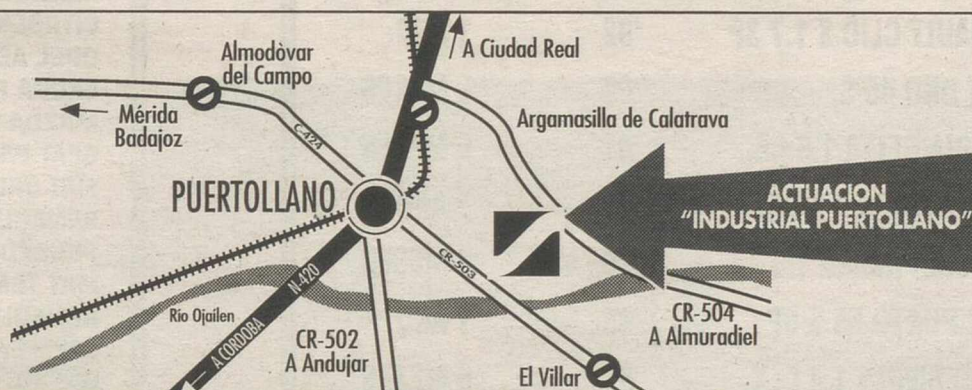 A Ciudad Real
Almodòvar
del Campo
Mérida
Badajoz
C-424
Argamasilla de Calatrava
PUERTOLLANO
ACTUACION
"INDUSTRIAL PUERTOLLANO"
CR-503
N-420
Río Ojailen
A CORDOBA
CR-502
A Andujar
CR-504
A Almuradiel
El Villar